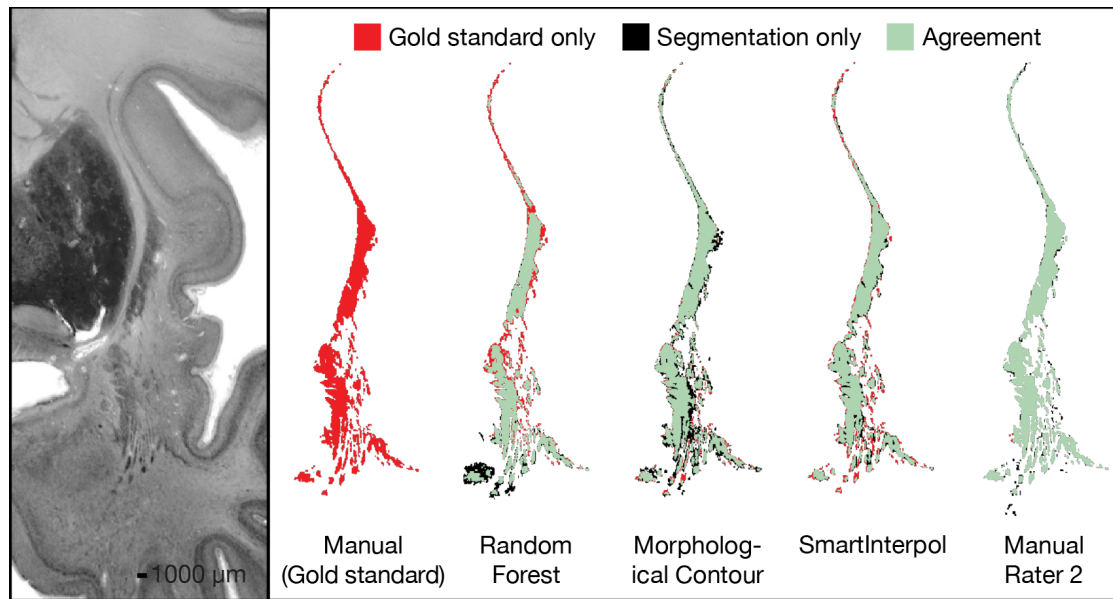 Gold standard only
Segmentation only
Agreement
1000 µm
Manual
(Gold standard)
Random
Forest
Morpholog-
ical Contour
SmartInterpol
Manual
Rater 2